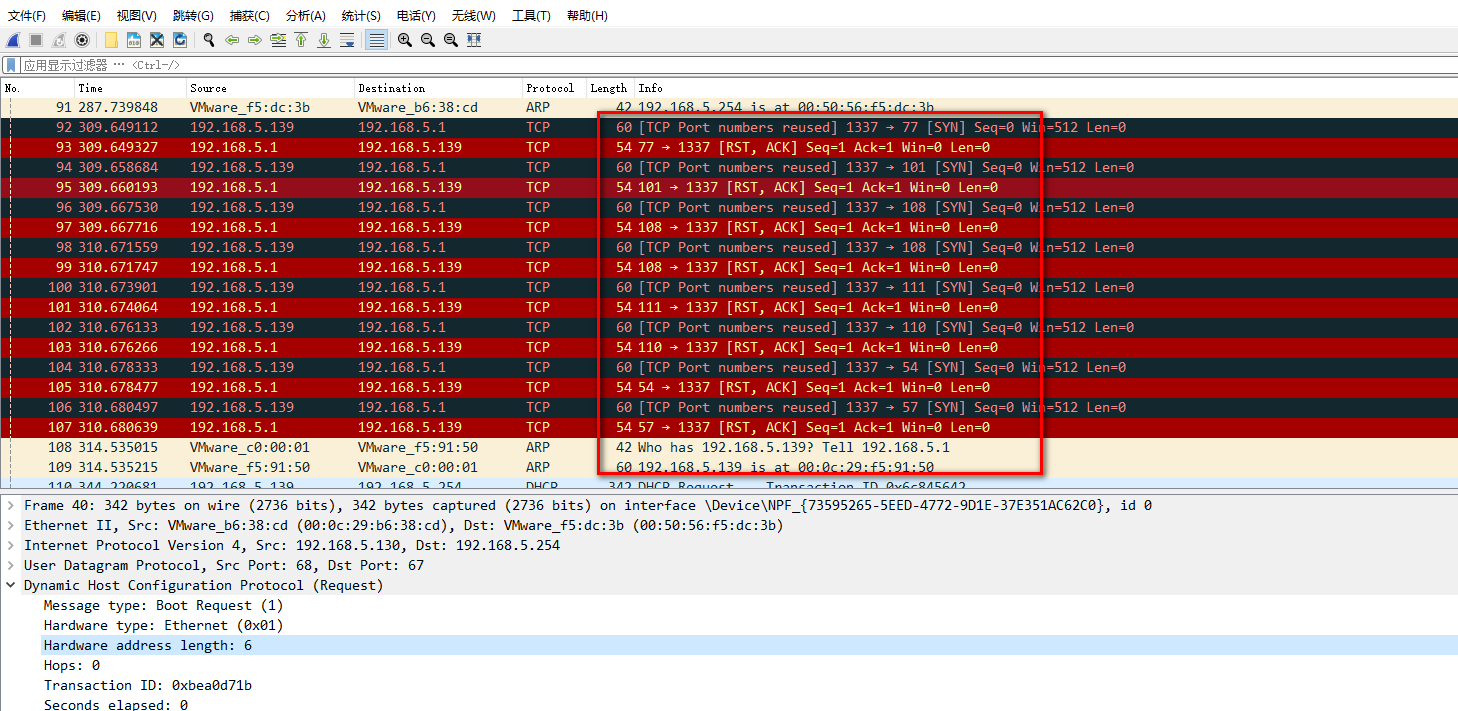 文件(F) 编辑(E) 视图(V) 跳转(G) 捕获(C) 分析(A) 统计(S) 电话(Y) 无线(W) 工具(T) 帮助(H)
应用显示过滤器 … <Ctrl-/>
No. Time Source Destination Protocol Length Info
91 287.739848 VMware_f5:dc:3b VMware_b6:38:cd ARP 42 192.168.5.254 is at 00:50:56:f5:dc:3b
92 309.649112 192.168.5.139 192.168.5.1 TCP 60 [TCP Port numbers reused] 1337 → 77 [SYN] Seq=0 Win=512 Len=0
93 309.649327 192.168.5.1 192.168.5.139 TCP 54 77 → 1337 [RST, ACK] Seq=1 Ack=1 Win=0 Len=0
94 309.658684 192.168.5.139 192.168.5.1 TCP 60 [TCP Port numbers reused] 1337 → 101 [SYN] Seq=0 Win=512 Len=0
95 309.660193 192.168.5.1 192.168.5.139 TCP 54 101 → 1337 [RST, ACK] Seq=1 Ack=1 Win=0 Len=0
96 309.667530 192.168.5.139 192.168.5.1 TCP 60 [TCP Port numbers reused] 1337 → 108 [SYN] Seq=0 Win=512 Len=0
97 309.667716 192.168.5.1 192.168.5.139 TCP 54 108 → 1337 [RST, ACK] Seq=1 Ack=1 Win=0 Len=0
98 310.671559 192.168.5.139 192.168.5.1 TCP 60 [TCP Port numbers reused] 1337 → 108 [SYN] Seq=0 Win=512 Len=0
99 310.671747 192.168.5.1 192.168.5.139 TCP 54 108 → 1337 [RST, ACK] Seq=1 Ack=1 Win=0 Len=0
100 310.673901 192.168.5.139 192.168.5.1 TCP 60 [TCP Port numbers reused] 1337 → 111 [SYN] Seq=0 Win=512 Len=0
101 310.674064 192.168.5.1 192.168.5.139 TCP 54 111 → 1337 [RST, ACK] Seq=1 Ack=1 Win=0 Len=0
102 310.676133 192.168.5.139 192.168.5.1 TCP 60 [TCP Port numbers reused] 1337 → 110 [SYN] Seq=0 Win=512 Len=0
103 310.676266 192.168.5.1 192.168.5.139 TCP 54 110 → 1337 [RST, ACK] Seq=1 Ack=1 Win=0 Len=0
104 310.678333 192.168.5.139 192.168.5.1 TCP 60 [TCP Port numbers reused] 1337 → 54 [SYN] Seq=0 Win=512 Len=0
105 310.678477 192.168.5.1 192.168.5.139 TCP 54 54 → 1337 [RST, ACK] Seq=1 Ack=1 Win=0 Len=0
106 310.680497 192.168.5.139 192.168.5.1 TCP 60 [TCP Port numbers reused] 1337 → 57 [SYN] Seq=0 Win=512 Len=0
107 310.680639 192.168.5.1 192.168.5.139 TCP 54 57 → 1337 [RST, ACK] Seq=1 Ack=1 Win=0 Len=0
108 314.535015 VMware_c0:00:01 VMware_f5:91:50 ARP 42 Who has 192.168.5.139? Tell 192.168.5.1
109 314.535215 VMware_f5:91:50 VMware_c0:00:01 ARP 60 192.168.5.139 is at 00:0c:29:f5:91:50
110 344.220681 192.168.5.139 192.168.5.254 DHCP 342 DHCP Request - Transaction ID 0x6c845642
Frame 40: 342 bytes on wire (2736 bits), 342 bytes captured (2736 bits) on interface \Device\NPF_{73595265-5EED-4772-9D1E-37E351AC62C0}, id 0
Ethernet II, Src: VMware_b6:38:cd (00:0c:29:b6:38:cd), Dst: VMware_f5:dc:3b (00:50:56:f5:dc:3b)
Internet Protocol Version 4, Src: 192.168.5.130, Dst: 192.168.5.254
User Datagram Protocol, Src Port: 68, Dst Port: 67
Dynamic Host Configuration Protocol (Request)
Message type: Boot Request (1)
Hardware type: Ethernet (0x01)
Hardware address length: 6
Hops: 0
Transaction ID: 0xbea0d71b
Seconds elapsed: 0